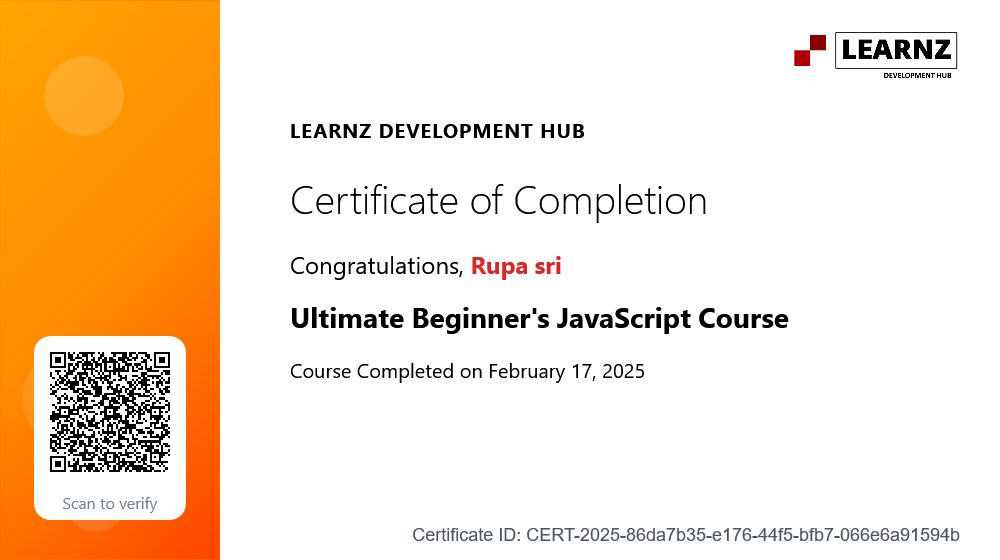 LEARNZ
DEVELOPMENT HUB
LEARNZ DEVELOPMENT HUB
Certificate of Completion
Congratulations, Rupa sri
Ultimate Beginner's JavaScript Course
Course Completed on February 17, 2025
Scan to verify
Certificate ID: CERT-2025-86da7b35-e176-44f5-bfb7-066e6a91594b